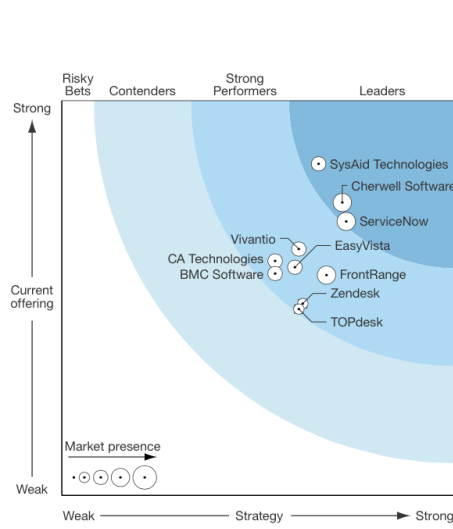 Risky
Bets
Contenders
Strong
Performers
Leaders
Strong
SysAid Technologies
Cherwell Software
ServiceNow
Vivantio
EasyVista
CA Technologies
BMC Software
FrontRange
Zendesk
TOPdesk
Current
offering
Market presence
Weak
Weak
Strategy
Strong